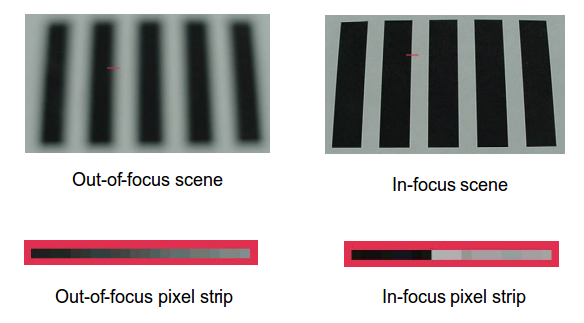 Out-of-focus scene
In-focus scene
Out-of-focus pixel strip
In-focus pixel strip